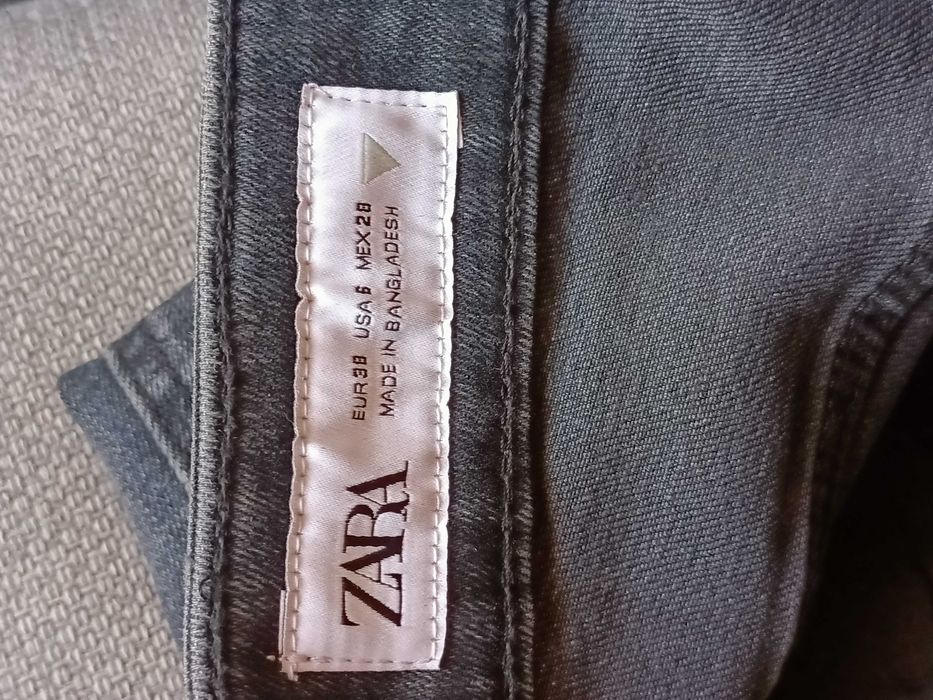 ZARA
EUR 38 USA 6 MEX 28
MADE IN BANGLADESH